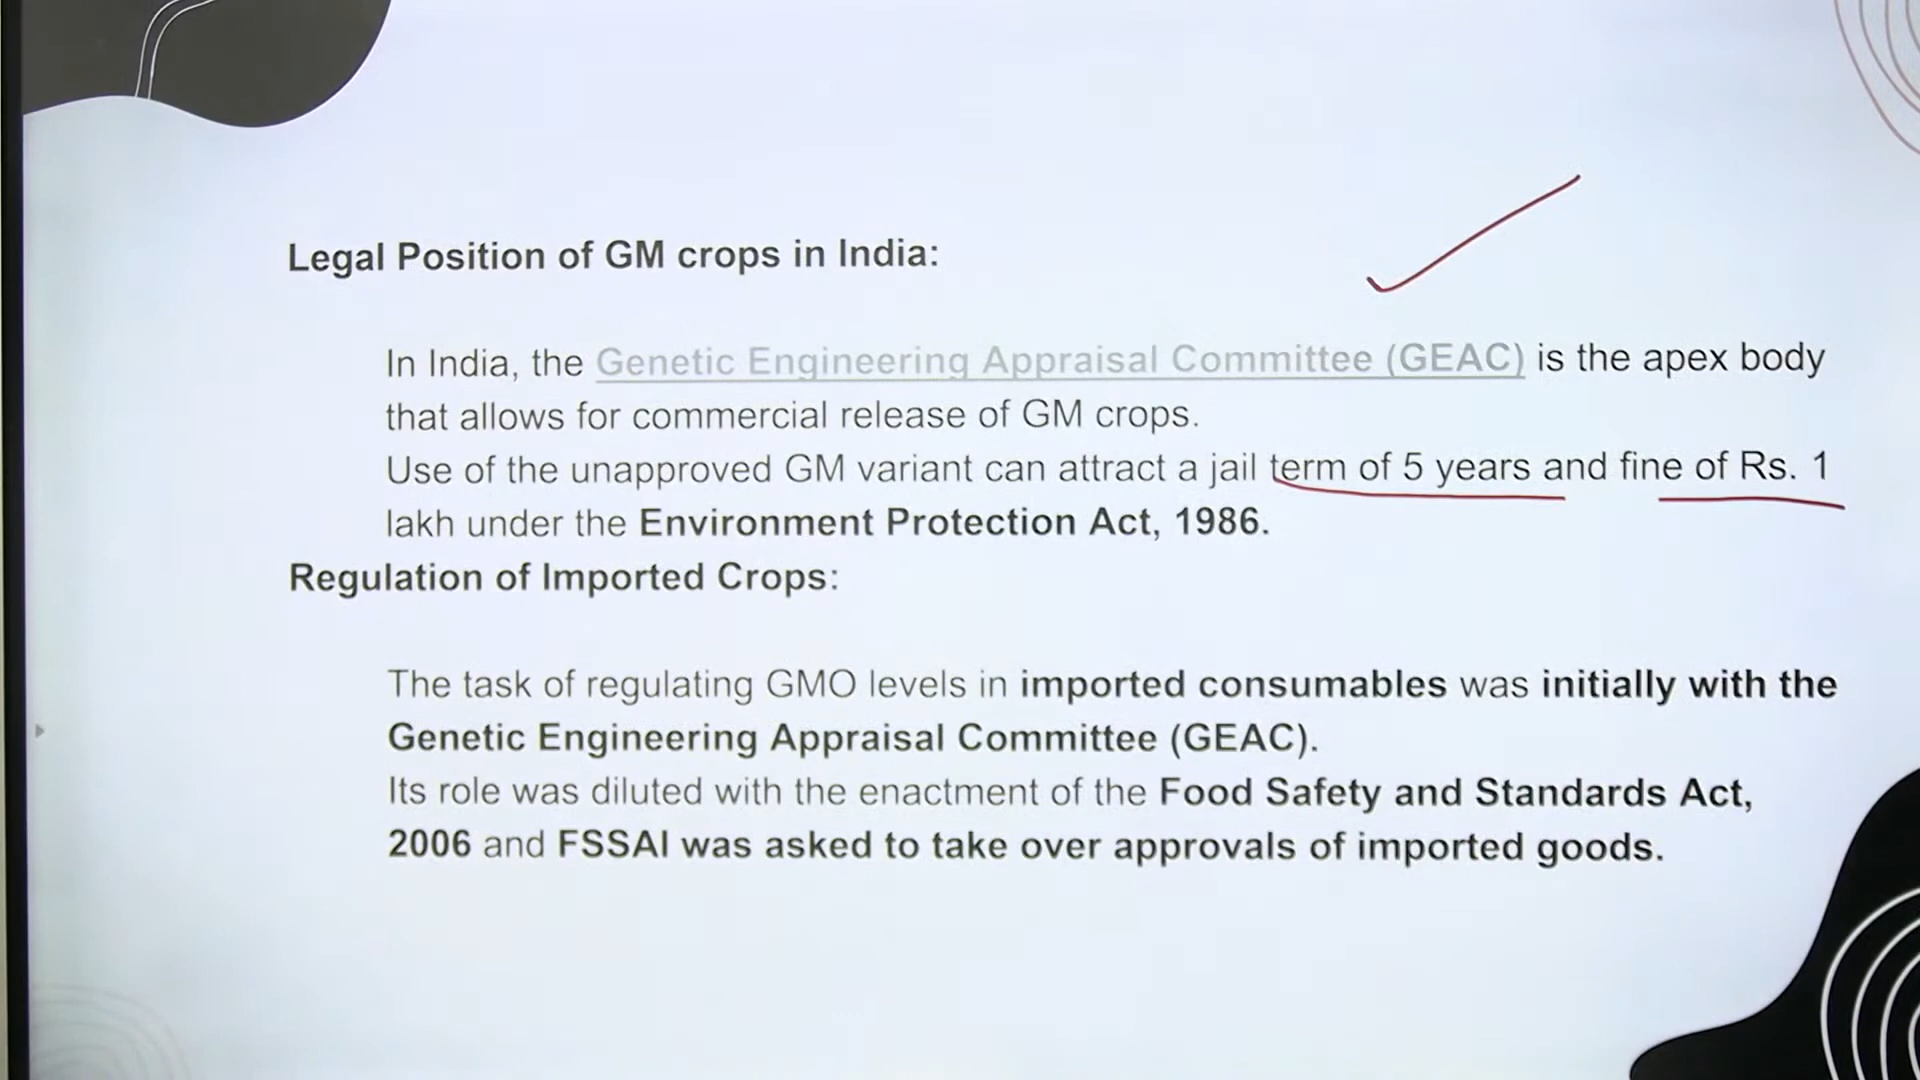 Legal Position of GM crops in India:
In India, the Genetic Engineering Appraisal Committee (GEAC) is the apex body
that allows for commercial release of GM crops.
Use of the unapproved GM variant can attract a jail term of 5 years and fine of Rs. 1
lakh under the Environment Protection Act, 1986.
Regulation of Imported Crops:
The task of regulating GMO levels in imported consumables was initially with the
Genetic Engineering Appraisal Committee (GEAC).
Its role was diluted with the enactment of the Food Safety and Standards Act,
2006 and FSSAI was asked to take over approvals of imported goods.